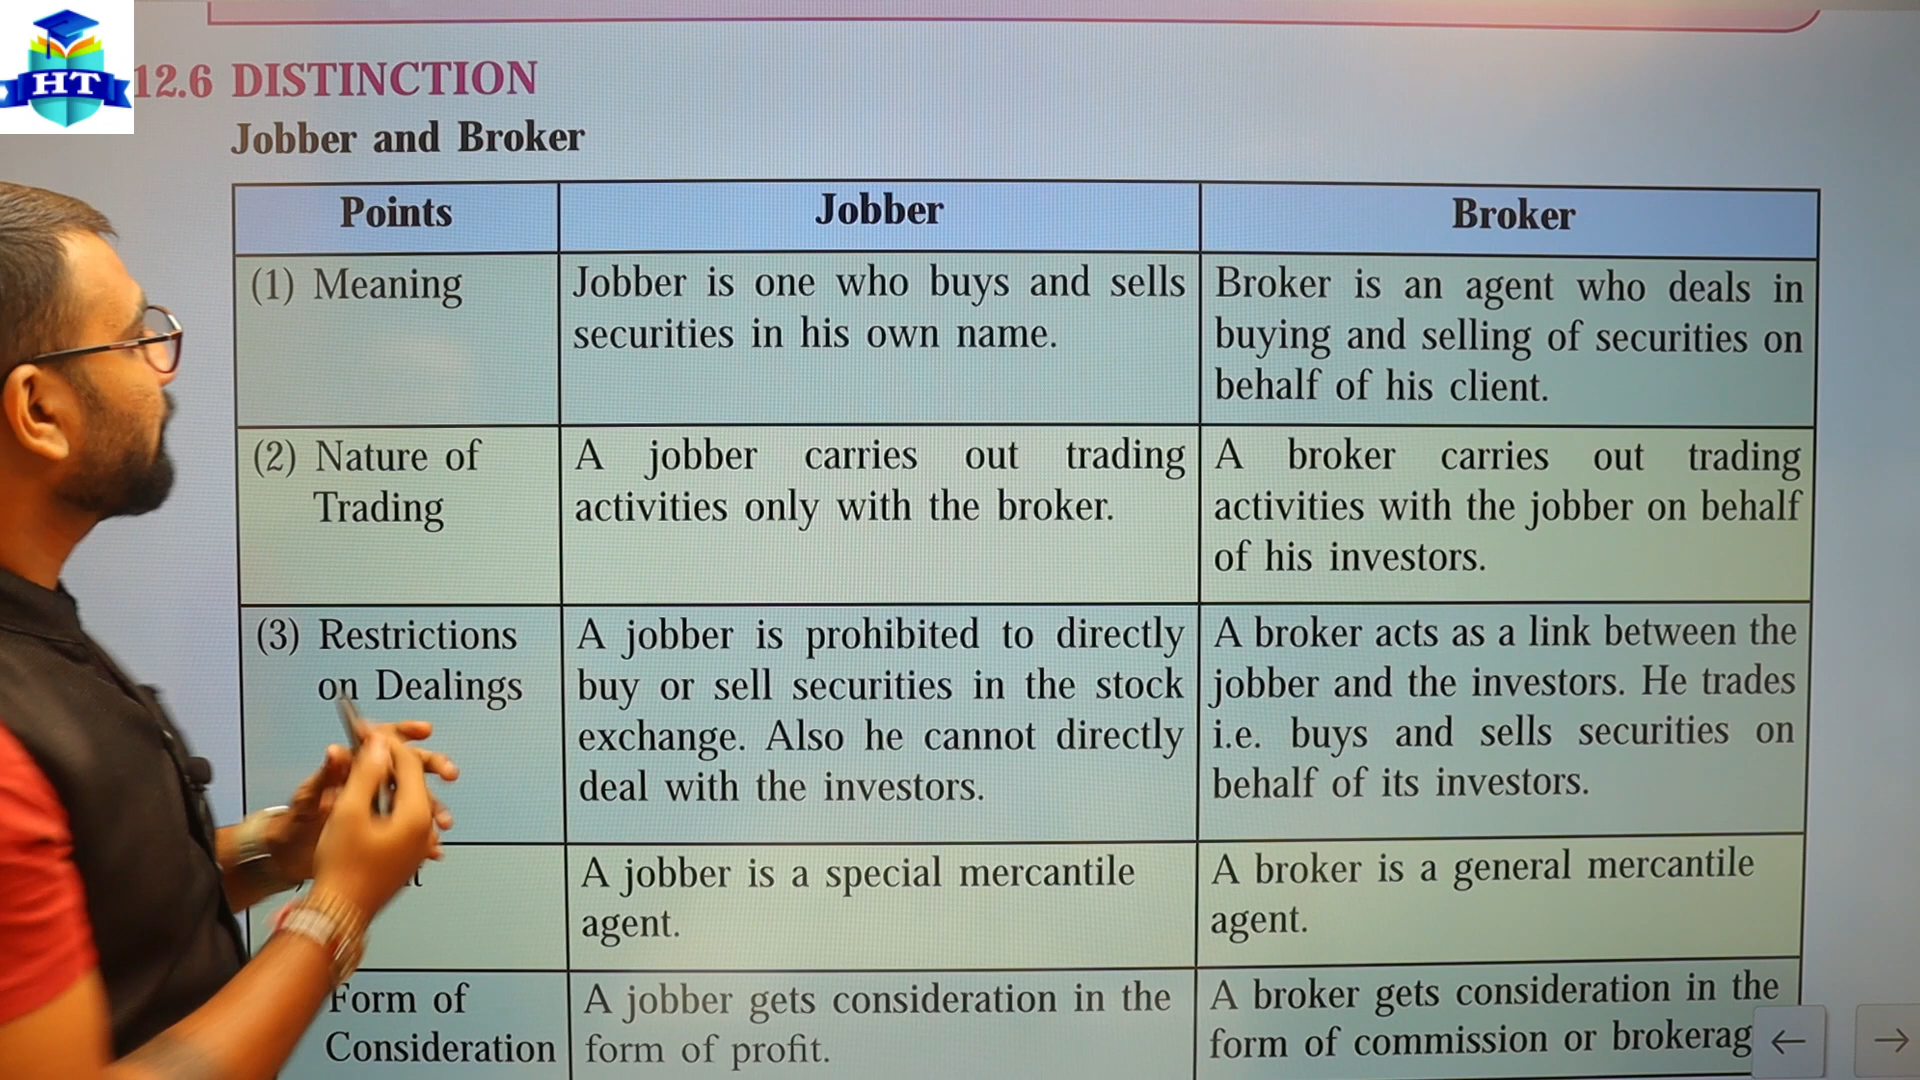 HT
12.6 DISTINCTION
Jobber and Broker
Points
Jobber
Broker
(1) Meaning
Jobber is one who buys and sells
securities in his own name.
Broker is an agent who deals in
buying and selling of securities on
behalf of his client.
(2) Nature of
Trading
A jobber carries out trading
activities only with the broker.
A broker carries out trading
activities with the jobber on behalf
of his investors.
(3) Restrictions
on Dealings
A jobber is prohibited to directly
buy or sell securities in the stock
exchange. Also he cannot directly
deal with the investors.
A broker acts as a link between the
jobber and the investors. He trades
i.e. buys and sells securities on
behalf of its investors.
A jobber is a special mercantile
agent.
A broker is a general mercantile
agent.
Form of
Consideration
A jobber gets consideration in the
form of profit.
A broker gets consideration in the
form of commission or brokerag